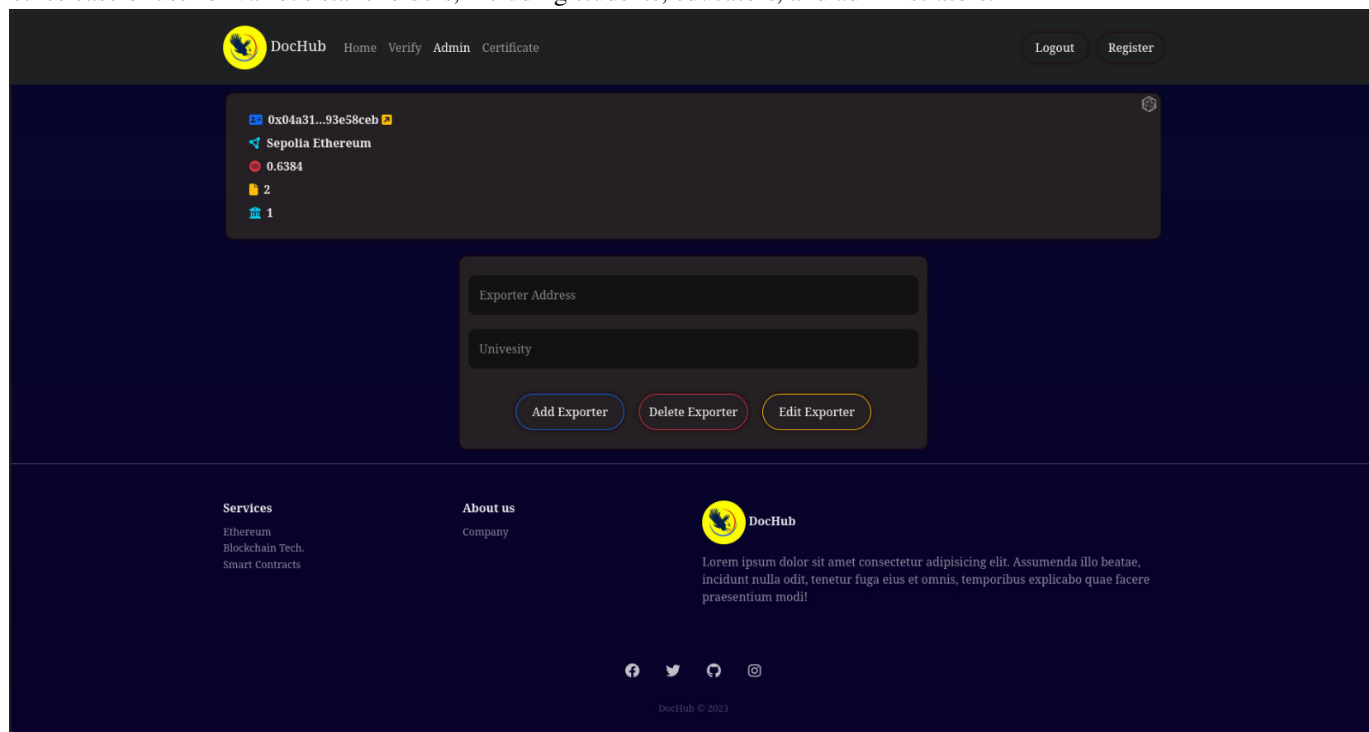 DocHub Home Verify Admin Certificate Logout Register
0x04a31...93e58ceb
Sepolia Ethereum
0.6384
2
1
Exporter Address
Univesity
Add Exporter Delete Exporter Edit Exporter
Services
Ethereum
Blockchain Tech.
Smart Contracts
About us
Company
DocHub
Lorem ipsum dolor sit amet consectetur adipisicing elit. Assumenda illo beatae,
incidunt nulla odit, tenetur fuga eius et omnis, temporibus explicabo quae facere
praesentium modi!
DocHub © 2023